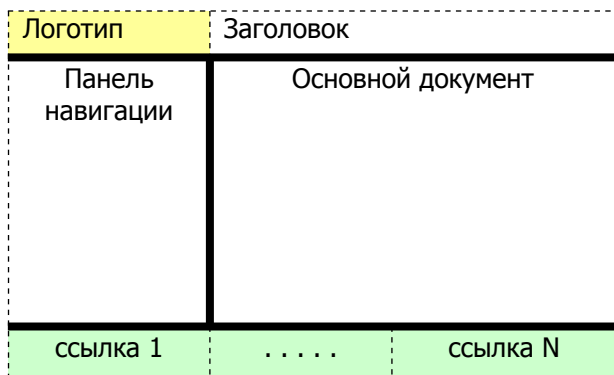 Логотип
Заголовок
Панель
навигации
Основной документ
ссылка 1
. . . . .
ссылка N